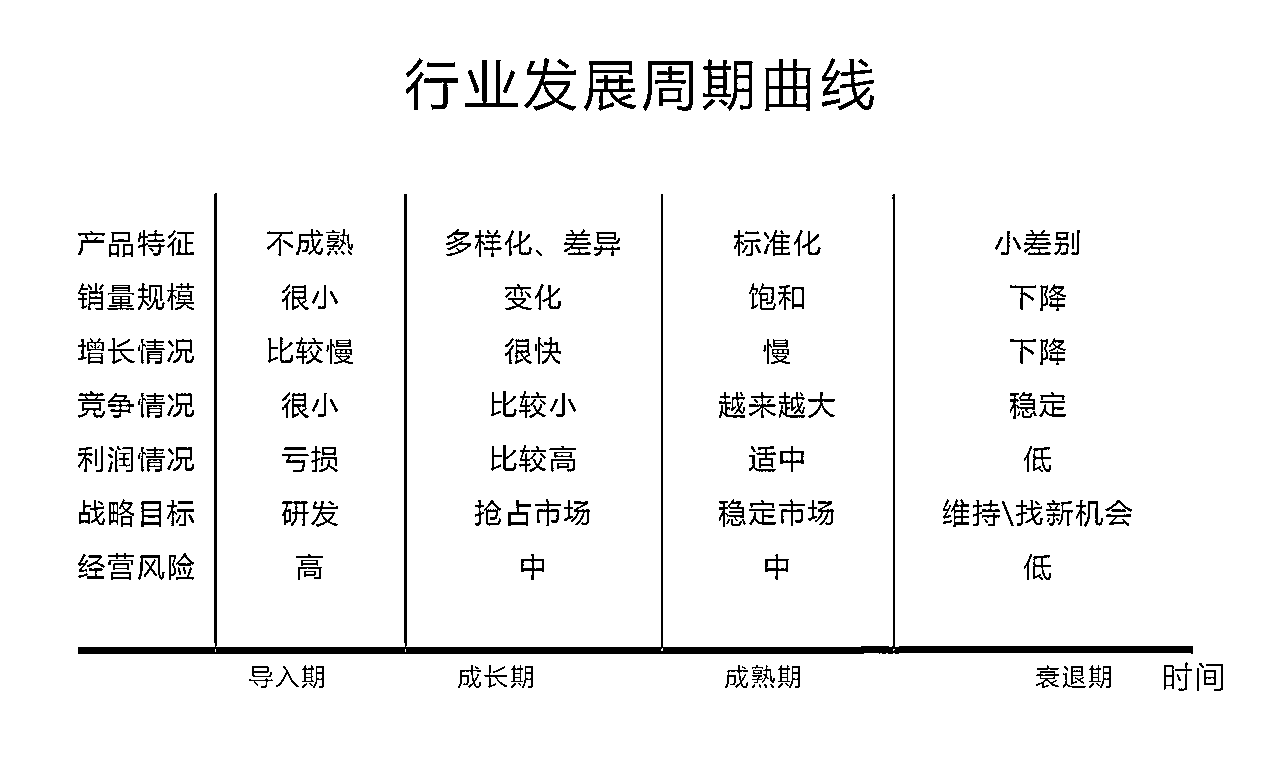 行业发展周期曲线
产品特征 不成熟 多样化、差异 标准化 小差别
销量规模 很小 变化 饱和 下降
增长情况 比较慢 很快 慢 下降
竞争情况 很小 比较小 越来越大 稳定
利润情况 亏损 比较高 适中 低
战略目标 研发 抢占市场 稳定市场 维持\找新机会
经营风险 高 中 中 低
导入期 成长期 成熟期 衰退期 时间